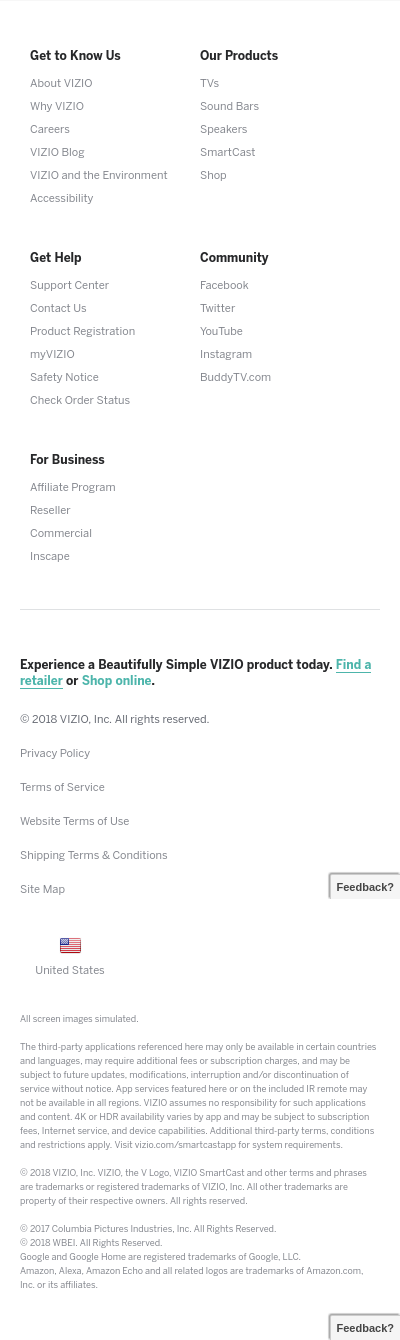 Get to Know Us
About VIZIO
Why VIZIO
Careers
VIZIO Blog
VIZIO and the Environment
Accessibility
Our Products
TVs
Sound Bars
Speakers
SmartCast
Shop
Get Help
Support Center
Contact Us
Product Registration
myVIZIO
Safety Notice
Check Order Status
Community
Facebook
Twitter
YouTube
Instagram
BuddyTV.com
For Business
Affiliate Program
Reseller
Commercial
Inscape
Experience a Beautifully Simple VIZIO product today. Find a
retailer or Shop online.
© 2018 VIZIO, Inc. All rights reserved.
Privacy Policy
Terms of Service
Website Terms of Use
Shipping Terms & Conditions
Site Map
Feedback?
United States
All screen images simulated.
The third-party applications referenced here may only be available in certain countries
and languages, may require additional fees or subscription charges, and may be
subject to future updates, modifications, interruption and/or discontinuation of
service without notice. App services featured here or on the included IR remote may
not be available in all regions. VIZIO assumes no responsibility for such applications
and content. 4K or HDR availability varies by app and may be subject to subscription
fees, Internet service, and device capabilities. Additional third-party terms, conditions
and restrictions apply. Visit vizio.com/smartcastapp for system requirements.
© 2018 VIZIO, Inc. VIZIO, the V Logo, VIZIO SmartCast and other terms and phrases
are trademarks or registered trademarks of VIZIO, Inc. All other trademarks are
property of their respective owners. All rights reserved.
© 2017 Columbia Pictures Industries, Inc. All Rights Reserved.
© 2018 WBEI. All Rights Reserved.
Google and Google Home are registered trademarks of Google, LLC.
Amazon, Alexa, Amazon Echo and all related logos are trademarks of Amazon.com,
Inc. or its affiliates.
Feedback?